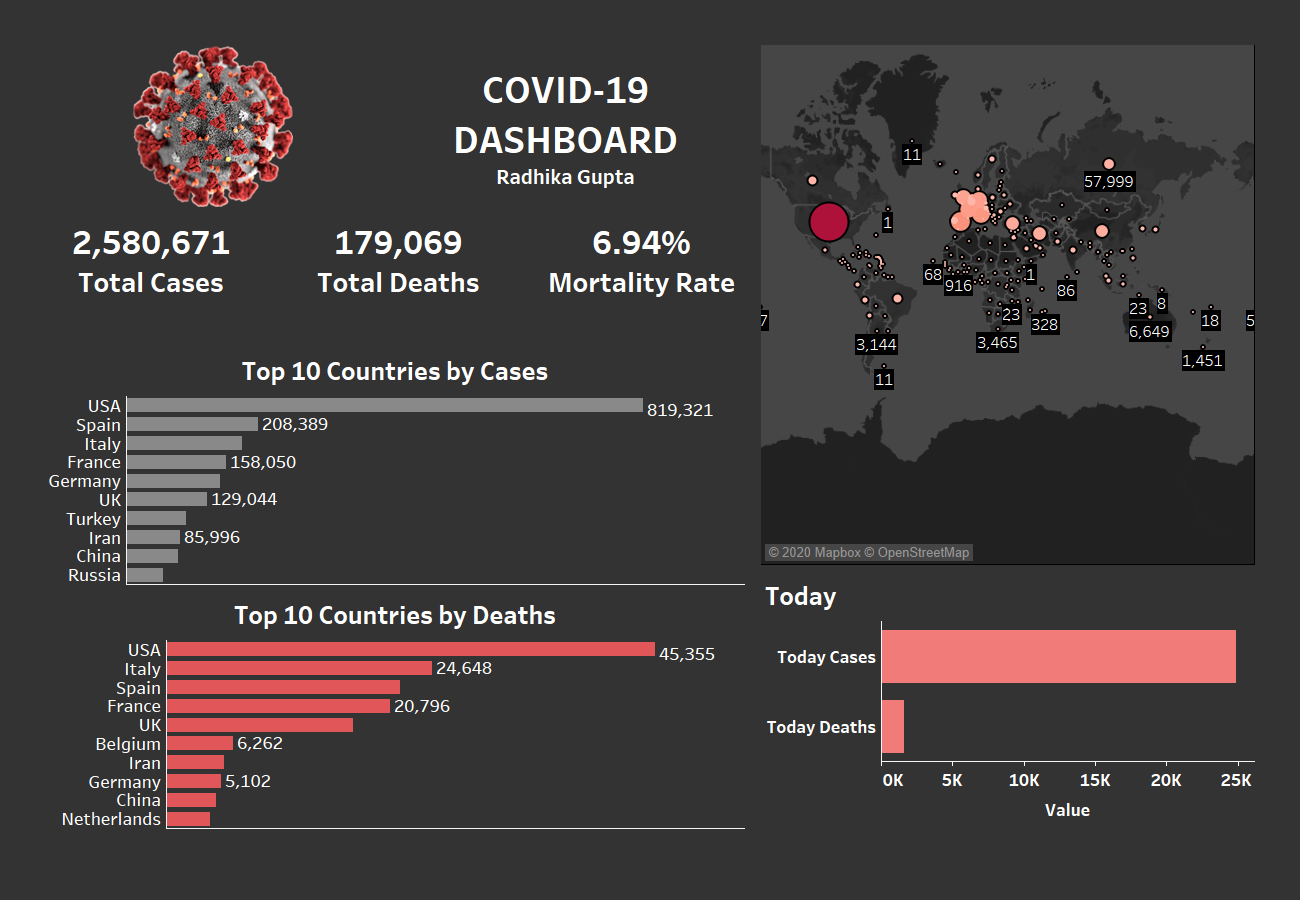 COVID-19
DASHBOARD
Radhika Gupta
2,580,671
Total Cases
179,069
Total Deaths
6.94%
Mortality Rate
Top 10 Countries by Cases
USA 819,321
Spain 208,389
Italy
France 158,050
Germany
UK 129,044
Turkey
Iran 85,996
China
Russia
Top 10 Countries by Deaths
USA 45,355
Italy 24,648
Spain
France 20,796
UK
Belgium 6,262
Iran
Germany 5,102
China
Netherlands
11
57,999
1
68
916
1
86
23
8
7
23
328
6,649
18
5
3,144
3,465
1,451
11
© 2020 Mapbox © OpenStreetMap
Today
Today Cases
Today Deaths
0K 5K 10K 15K 20K 25K
Value